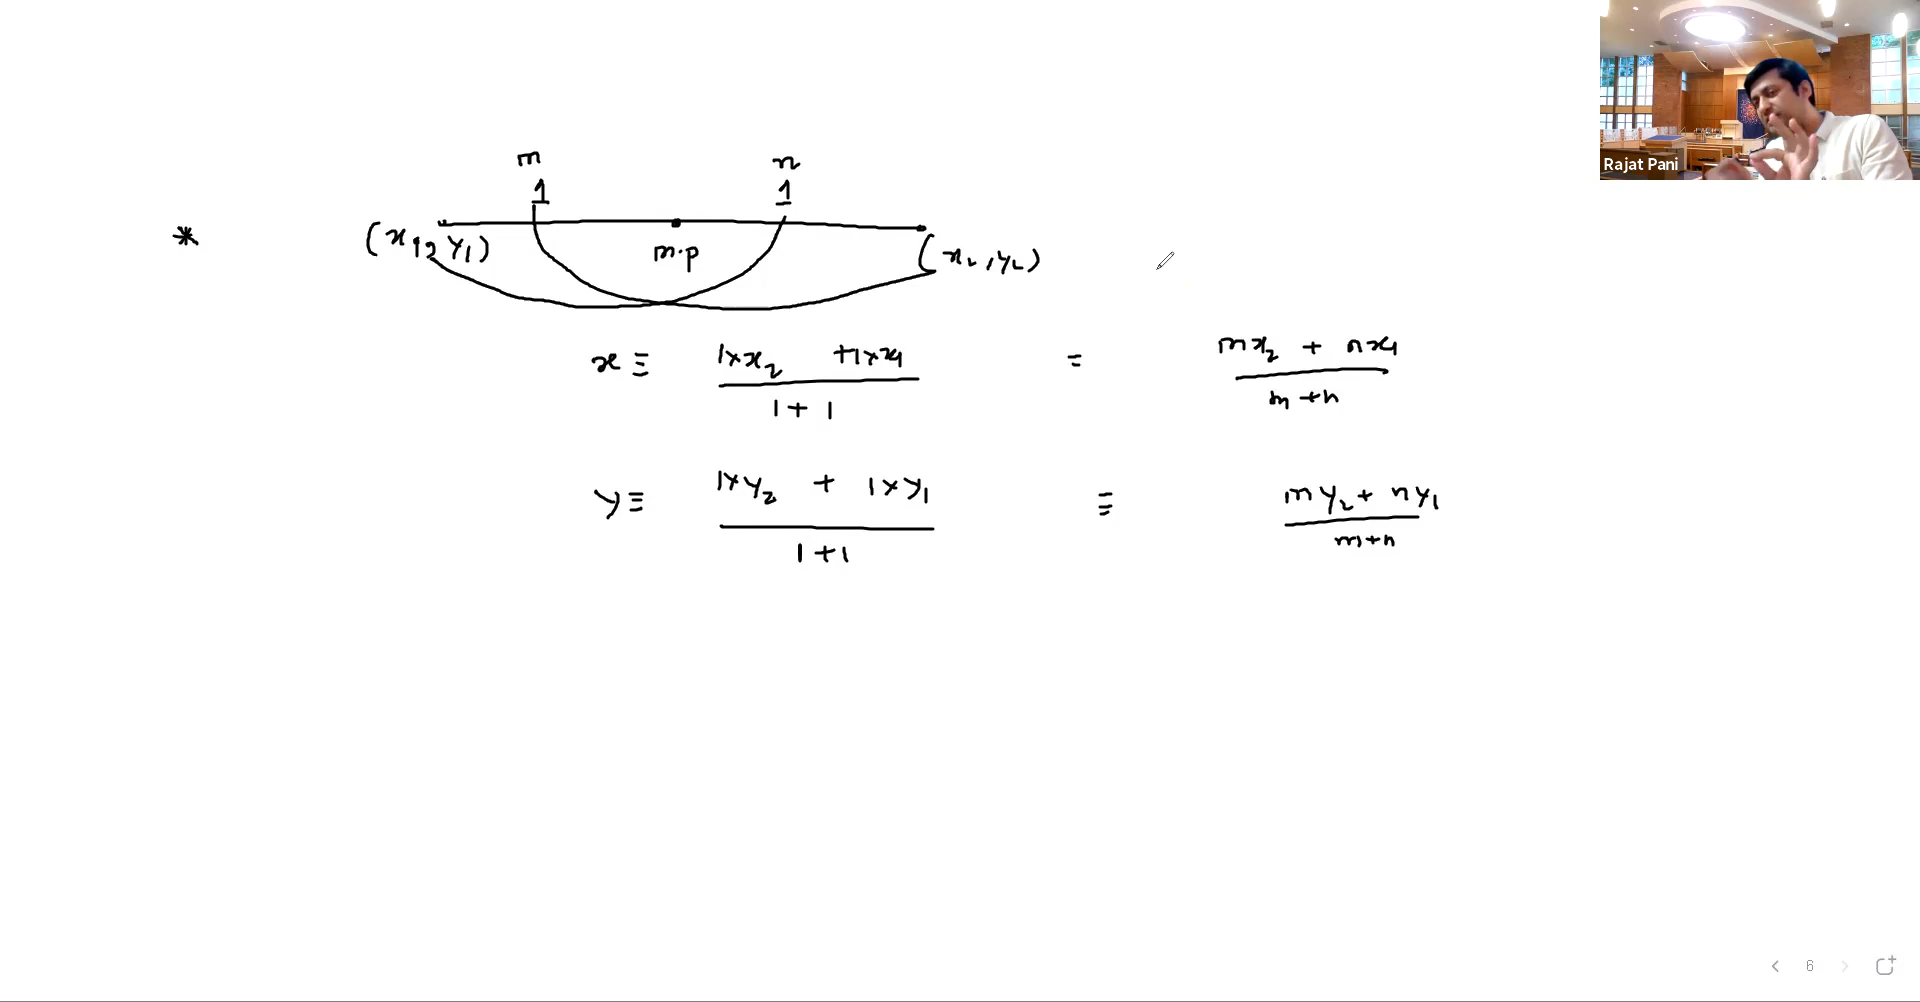 Rajat Pani
m n
1 1
* (x₁, y₁) m.p (x₂, y₂)
x ≡ (1×x₂ + 1×x₁)/(1+1) = (mx₂ + nx₁)/(m+n)
y ≡ (1×y₂ + 1×y₁)/(1+1) ≡ (my₂ + ny₁)/(m+n)
6